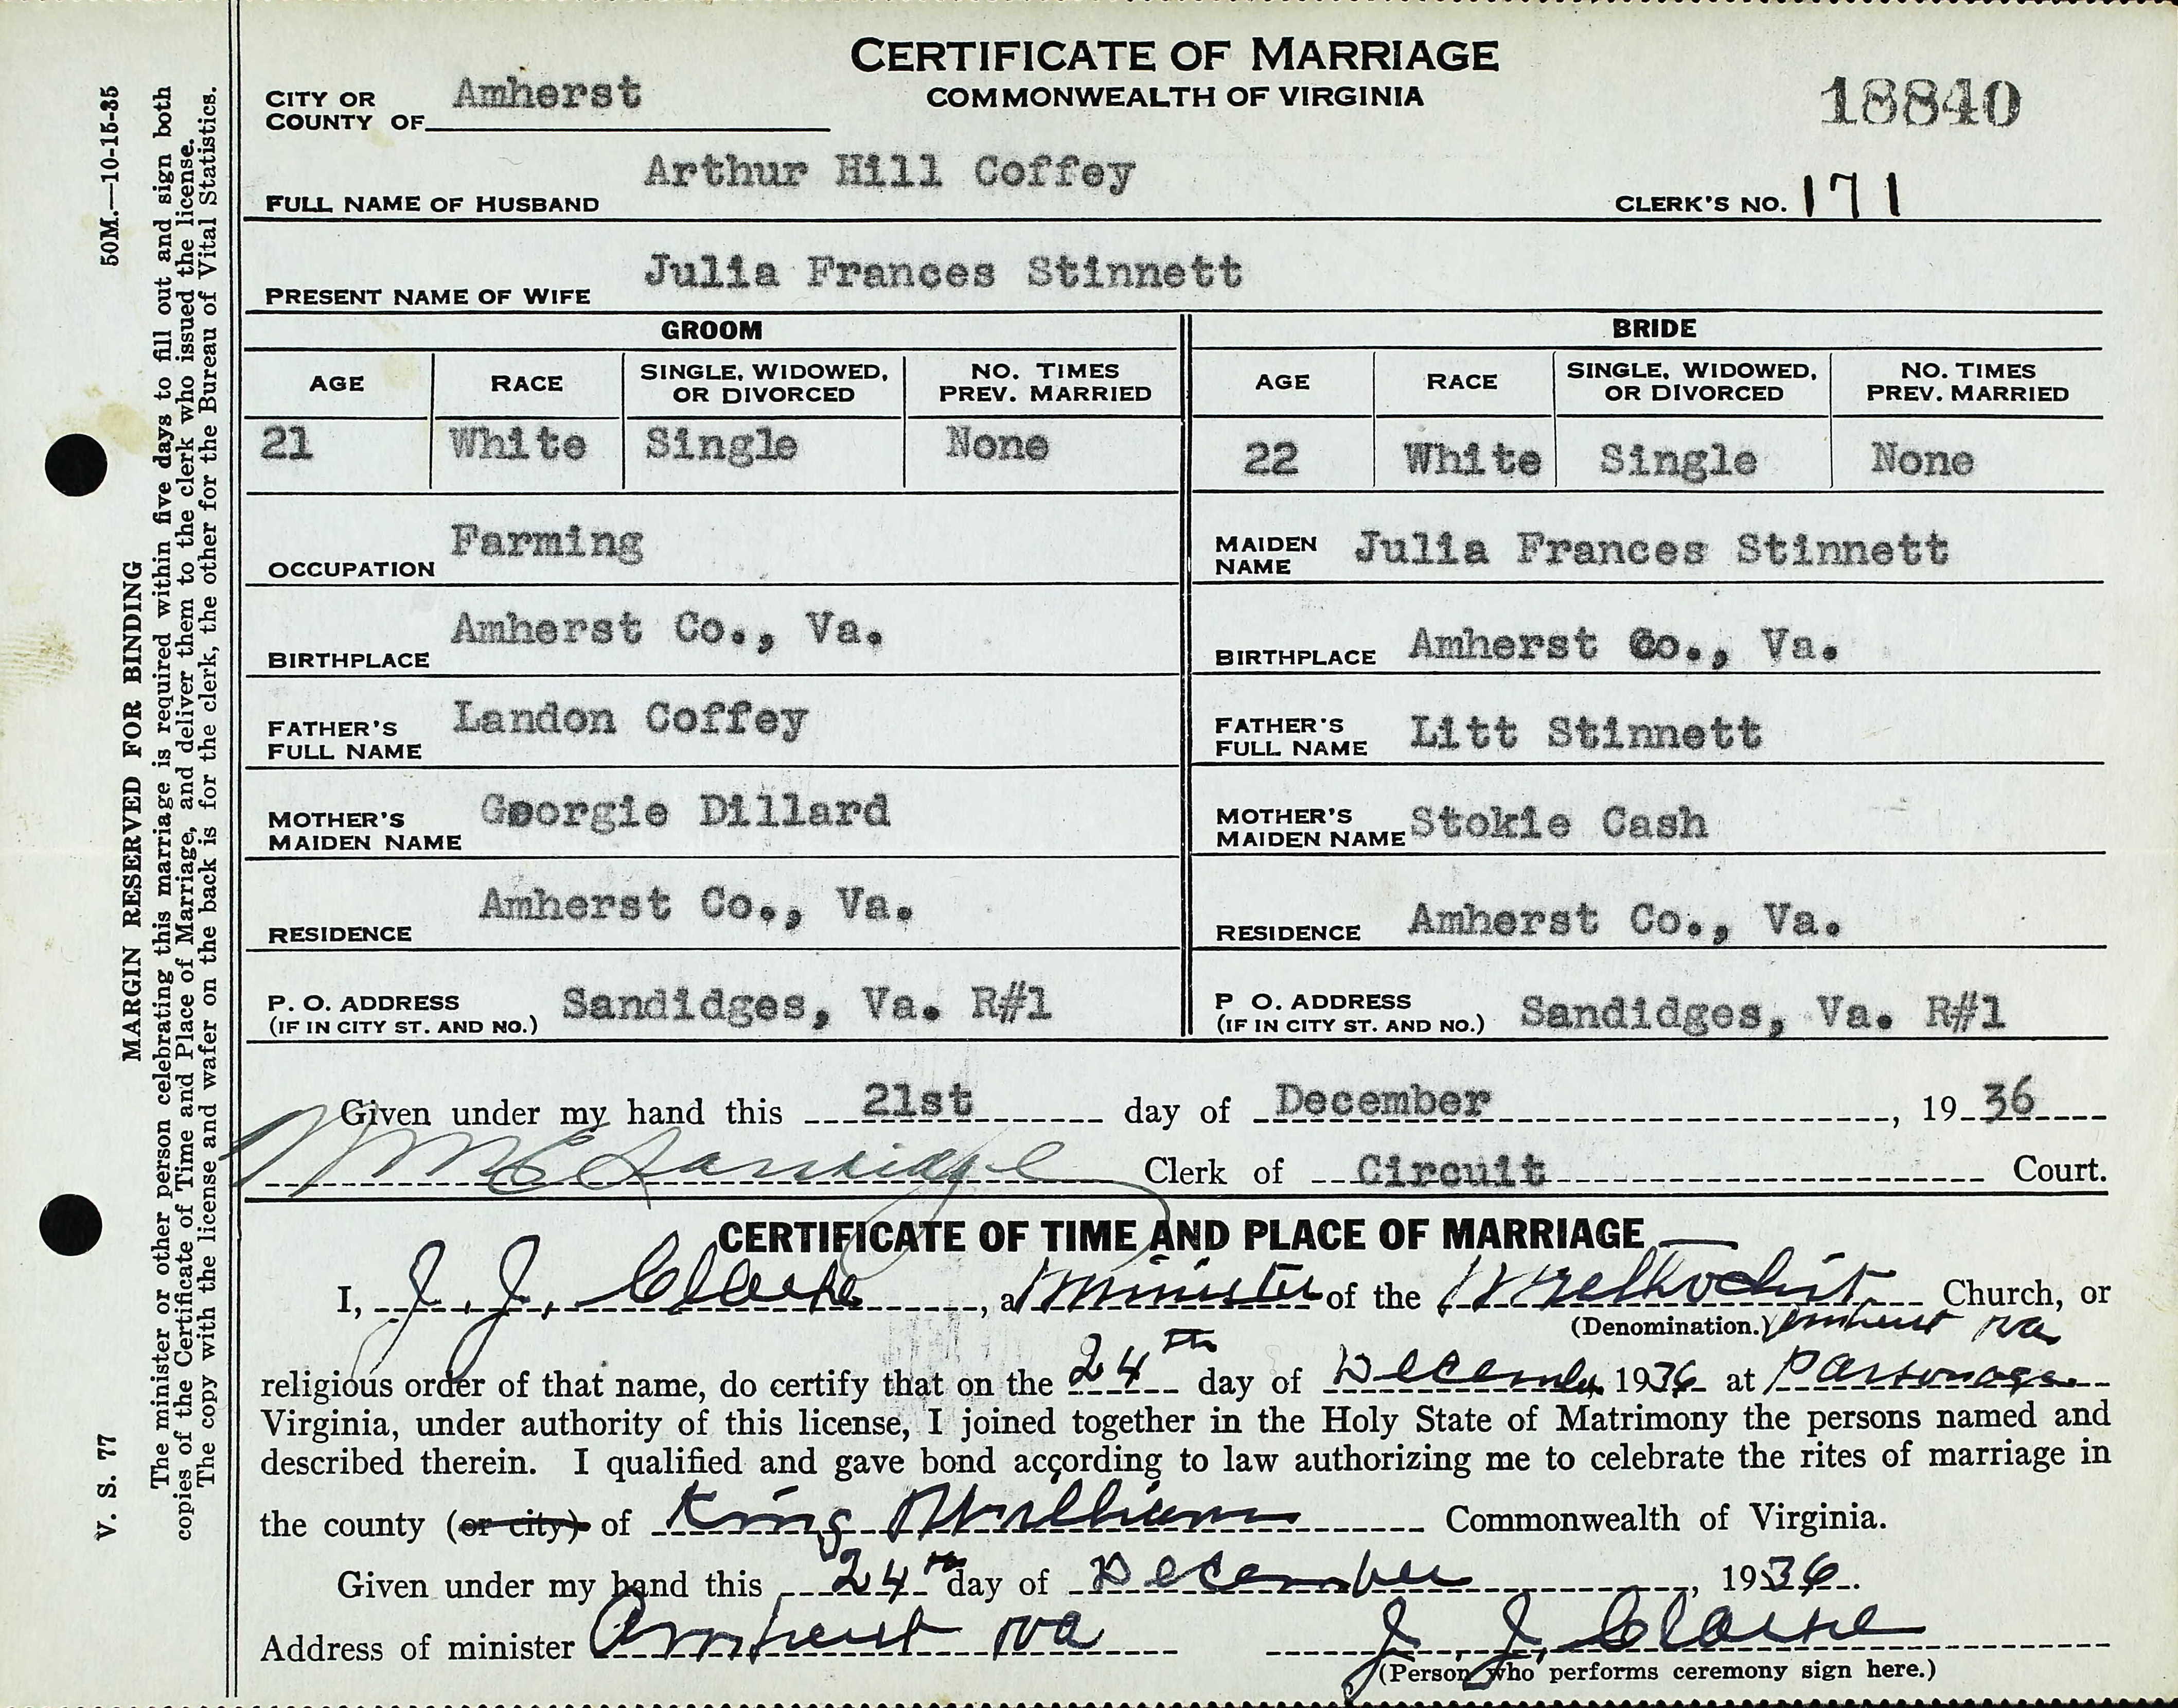 CERTIFICATE OF MARRIAGE
COMMONWEALTH OF VIRGINIA
18840
CITY OR COUNTY OF Amherst
FULL NAME OF HUSBAND Arthur Hill Coffey
CLERK'S NO. 171
PRESENT NAME OF WIFE Julia Frances Stinnett
GROOM
AGE RACE SINGLE, WIDOWED, OR DIVORCED NO. TIMES PREV. MARRIED
21 White Single None
OCCUPATION Farming
BIRTHPLACE Amherst Co., Va.
FATHER'S FULL NAME Landon Coffey
MOTHER'S MAIDEN NAME Georgie Dillard
RESIDENCE Amherst Co., Va.
P. O. ADDRESS (IF IN CITY ST. AND NO.) Sandidges, Va. R#1
BRIDE
AGE RACE SINGLE, WIDOWED, OR DIVORCED NO. TIMES PREV. MARRIED
22 White Single None
MAIDEN NAME Julia Frances Stinnett
BIRTHPLACE Amherst Co., Va.
FATHER'S FULL NAME Litt Stinnett
MOTHER'S MAIDEN NAME Stokie Cash
RESIDENCE Amherst Co., Va.
P O. ADDRESS (IF IN CITY ST. AND NO.) Sandidges, Va. R#1
Given under my hand this 21st day of December, 19 36
Wm E Sandidge Clerk of Circuit Court.
CERTIFICATE OF TIME AND PLACE OF MARRIAGE
I, J. J. Clarke, a Minister of the Methodist Church, or
(Denomination.) Amherst Va
religious order of that name, do certify that on the 24th day of December 1936 at Parsonage
Virginia, under authority of this license, I joined together in the Holy State of Matrimony the persons named and
described therein. I qualified and gave bond according to law authorizing me to celebrate the rites of marriage in
the county (or city) of King William Commonwealth of Virginia.
Given under my hand this 24th day of December, 1936.
Address of minister Amherst Va J. J. Clarke
(Person who performs ceremony sign here.)
V. S. 77 MARGIN RESERVED FOR BINDING 50M.—10-15-35
The minister or other person celebrating this marriage is required within five days to fill out and sign both
copies of the Certificate of Time and Place of Marriage, and deliver them to the clerk who issued the license.
The copy with the license and wafer on the back is for the clerk, the other for the Bureau of Vital Statistics.